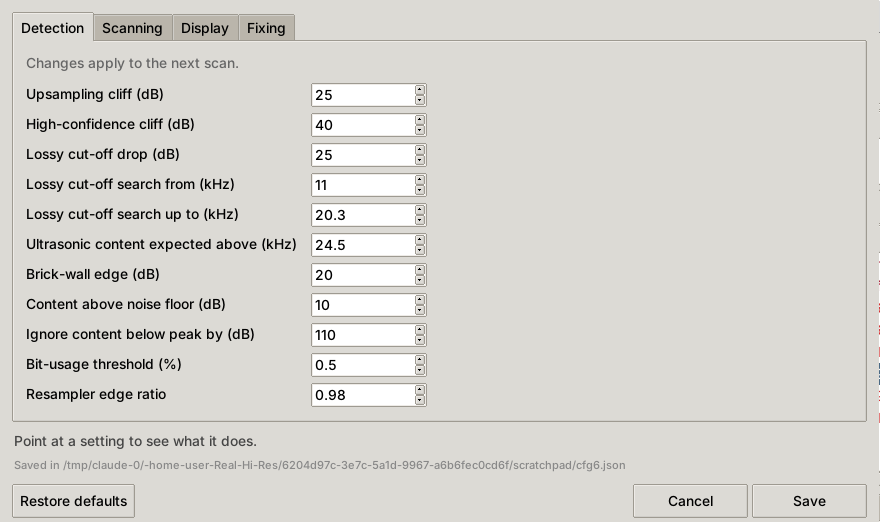 Detection Scanning Display Fixing
Changes apply to the next scan.
Upsampling cliff (dB) 25
High-confidence cliff (dB) 40
Lossy cut-off drop (dB) 25
Lossy cut-off search from (kHz) 11
Lossy cut-off search up to (kHz) 20.3
Ultrasonic content expected above (kHz) 24.5
Brick-wall edge (dB) 20
Content above noise floor (dB) 10
Ignore content below peak by (dB) 110
Bit-usage threshold (%) 0.5
Resampler edge ratio 0.98
Point at a setting to see what it does.
Saved in /tmp/claude-0/-home-user-Real-Hi-Res/6204d97c-3e7c-5a1d-9967-a6b6fec0cd6f/scratchpad/cfg6.json
Restore defaults Cancel Save